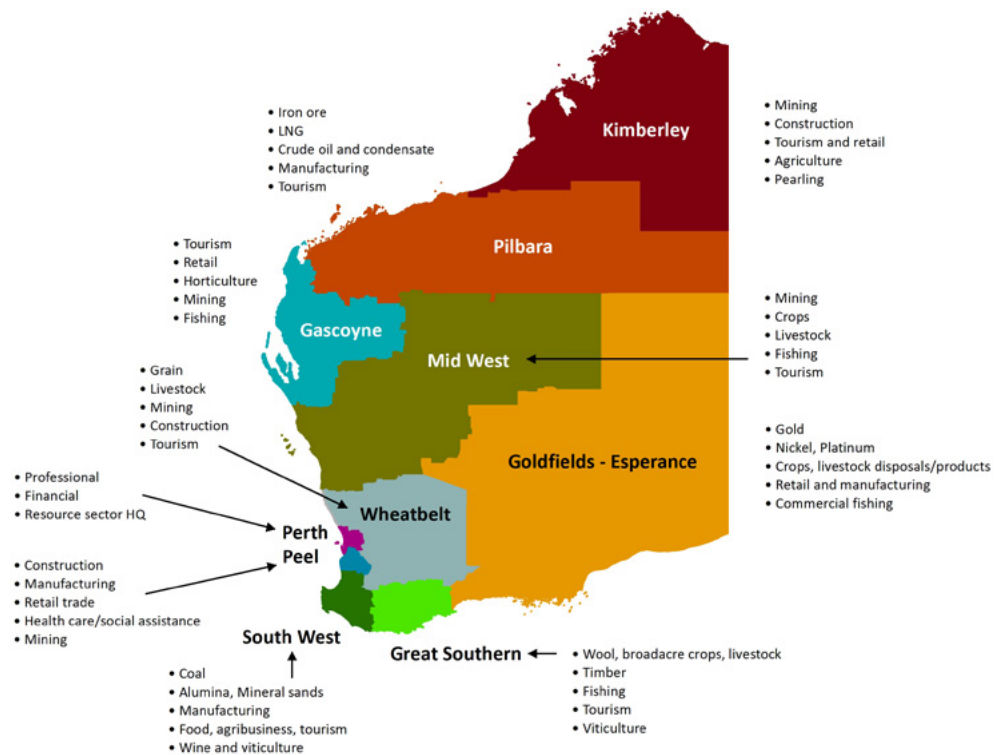 • Iron ore
• LNG
• Crude oil and condensate
• Manufacturing
• Tourism
Kimberley
• Mining
• Construction
• Tourism and retail
• Agriculture
• Pearling
• Tourism
• Retail
• Horticulture
• Mining
• Fishing
Pilbara
Gascoyne
Mid West
• Mining
• Crops
• Livestock
• Fishing
• Tourism
• Grain
• Livestock
• Mining
• Construction
• Tourism
Goldfields - Esperance
• Gold
• Nickel, Platinum
• Crops, livestock disposals/products
• Retail and manufacturing
• Commercial fishing
• Professional
• Financial
• Resource sector HQ
Wheatbelt
Perth
Peel
• Construction
• Manufacturing
• Retail trade
• Health care/social assistance
• Mining
South West
Great Southern
• Wool, broadacre crops, livestock
• Timber
• Fishing
• Tourism
• Viticulture
• Coal
• Alumina, Mineral sands
• Manufacturing
• Food, agribusiness, tourism
• Wine and viticulture